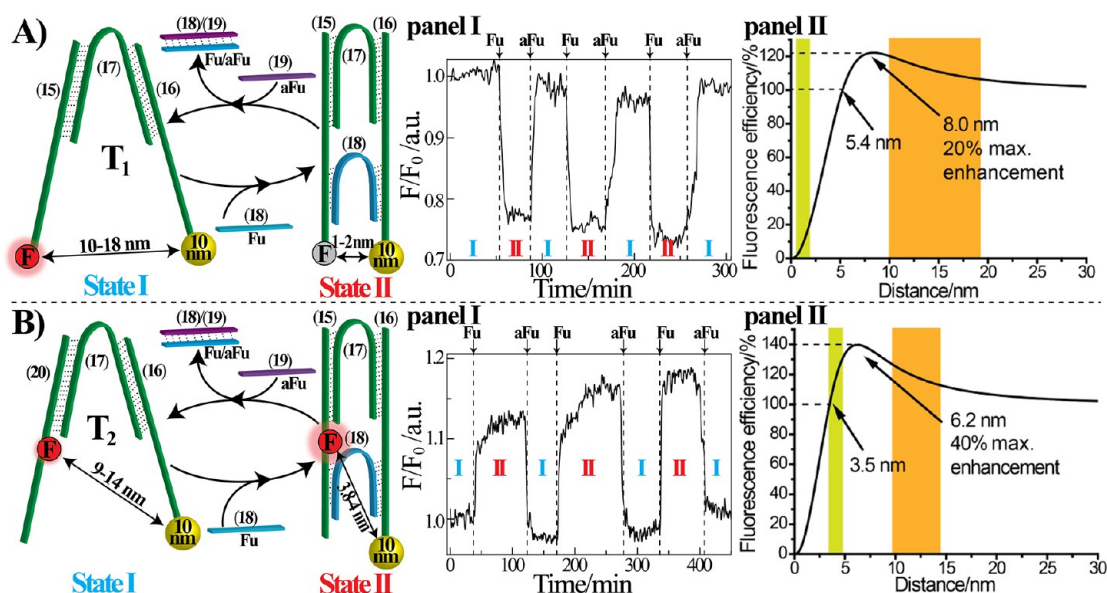 A)
(15)
(17)
(16)
T1
F
10-18 nm
10
nm
State I
(18)/(19)
Fu/aFu
(19)
aFu
(18)
Fu
(15)
(16)
(17)
(18)
F
1-2nm
10
nm
State II
panel I
Fu aFu Fu aFu Fu aFu
F/F0 /a.u.
1.0
0.9
0.8
0.7
I II I II I II I
0 100 200 300
Time/min
panel II
Fluorescence efficiency/%
120
100
80
60
40
20
0
5.4 nm
8.0 nm
20% max.
enhancement
0 5 10 15 20 25 30
Distance/nm
B)
(20)
(17)
(16)
T2
F
9-14 nm
10
nm
State I
(18)/(19)
Fu/aFu
(19)
aFu
(18)
Fu
(15)
(16)
(17)
F
(18)
3.8-4 nm
10
nm
State II
panel I
Fu aFu Fu aFu Fu aFu
F/F0 /a.u.
1.2
1.1
1.0
I II I II I II I
0 100 200 300 400
Time/min
panel II
Fluorescence efficiency/%
140
120
100
80
60
40
20
0
3.5 nm
6.2 nm
40% max.
enhancement
0 5 10 15 20 25 30
Distance/nm